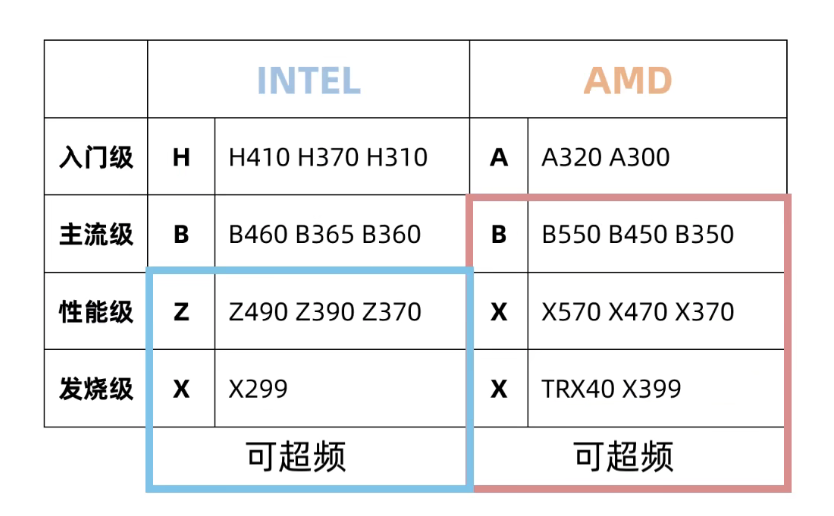 INTEL AMD
入门级 H H410 H370 H310 A A320 A300
主流级 B B460 B365 B360 B B550 B450 B350
性能级 Z Z490 Z390 Z370 X X570 X470 X370
发烧级 X X299 X TRX40 X399
可超频 可超频